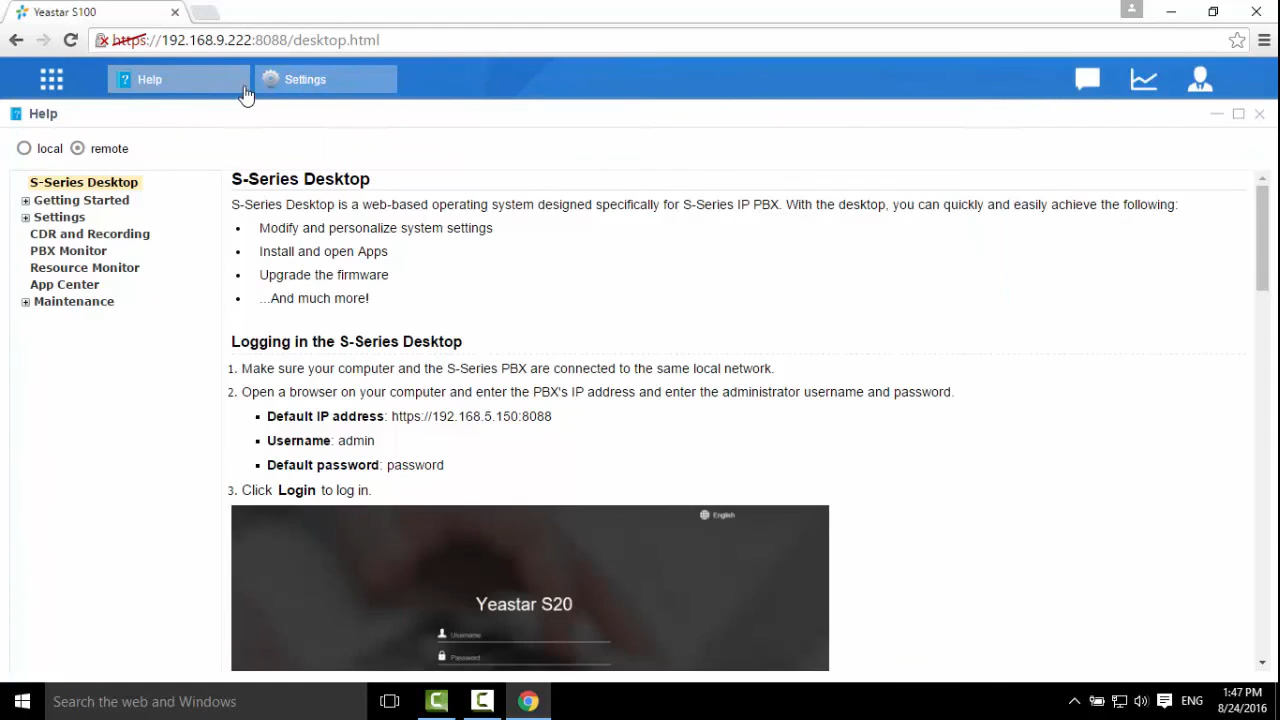 Yeastar S100
https://192.168.9.222:8088/desktop.html
Help
Settings
Help
local
remote
S-Series Desktop
Getting Started
Settings
CDR and Recording
PBX Monitor
Resource Monitor
App Center
Maintenance
S-Series Desktop
S-Series Desktop is a web-based operating system designed specifically for S-Series IP PBX. With the desktop, you can quickly and easily achieve the following:
• Modify and personalize system settings
• Install and open Apps
• Upgrade the firmware
• ...And much more!
Logging in the S-Series Desktop
1. Make sure your computer and the S-Series PBX are connected to the same local network.
2. Open a browser on your computer and enter the PBX's IP address and enter the administrator username and password.
▪ Default IP address: https://192.168.5.150:8088
▪ Username: admin
▪ Default password: password
3. Click Login to log in.
English
Yeastar S20
Username
Password
Search the web and Windows
ENG
1:47 PM
8/24/2016